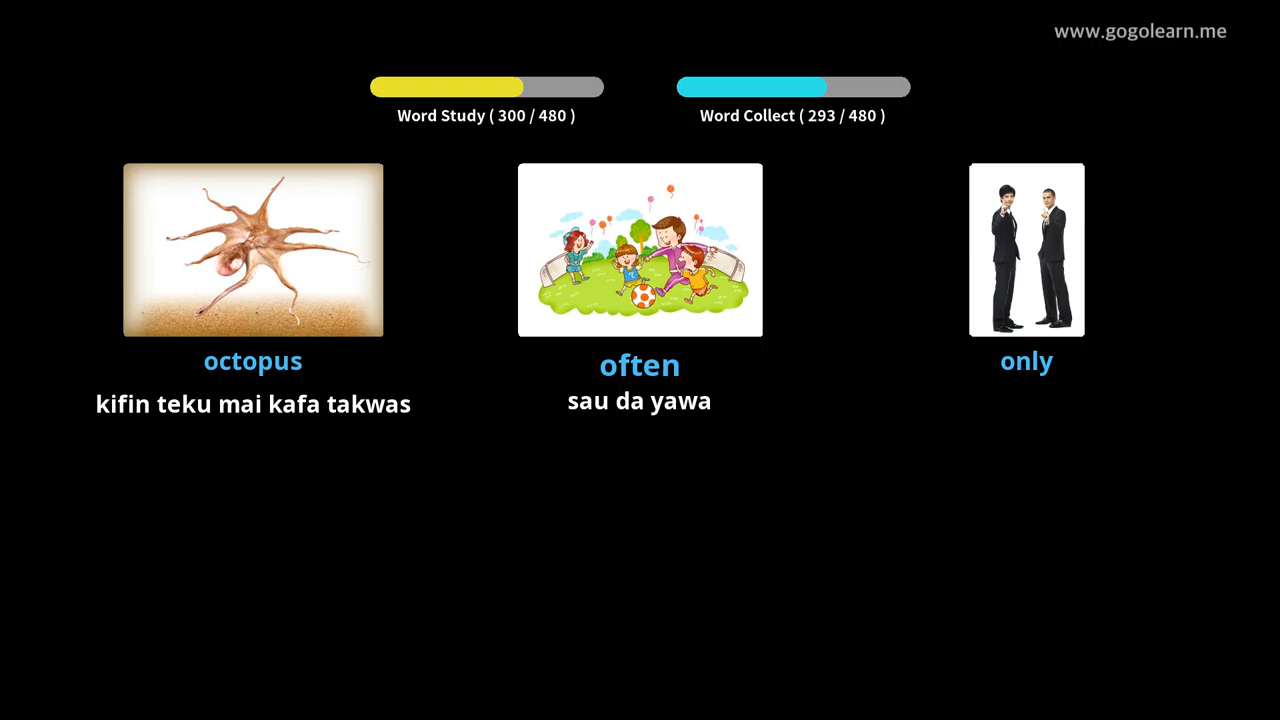 www.gogolearn.me
Word Study ( 300 / 480 )
Word Collect ( 293 / 480 )
octopus
often
only
kifin teku mai kafa takwas
sau da yawa